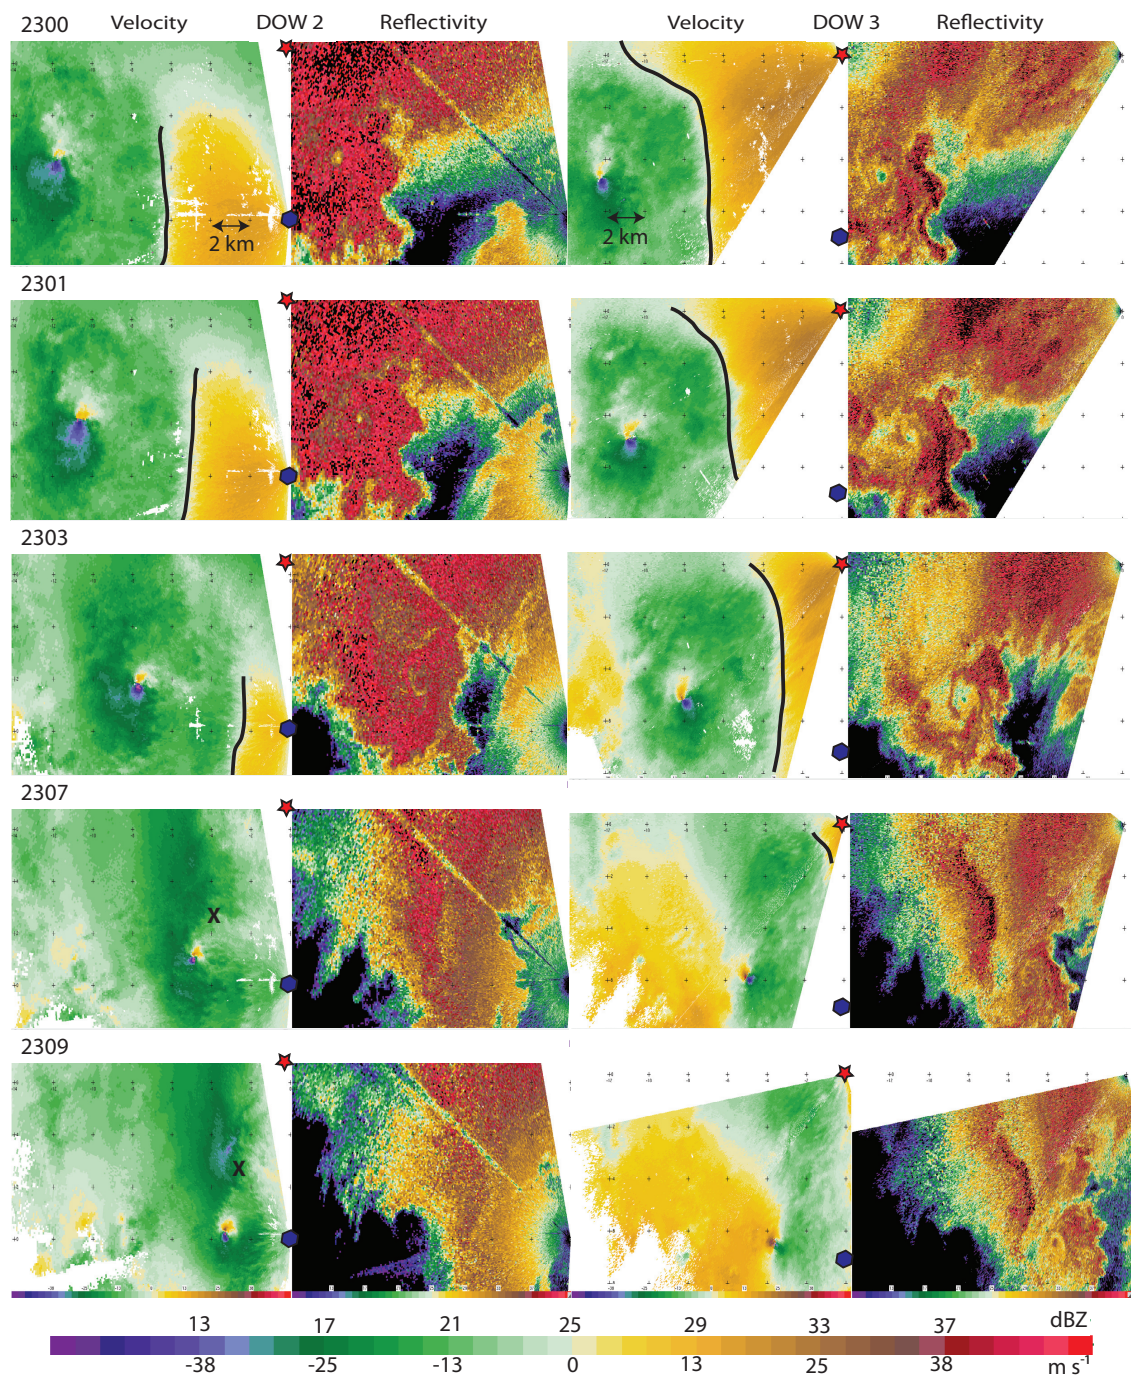 2300 Velocity DOW 2 Reflectivity Velocity DOW 3 Reflectivity
2 km 2 km
2301
2303
2307
X
2309
X
13 17 21 25 29 33 37 dBZ
-38 -25 -13 0 13 25 38 m s⁻¹